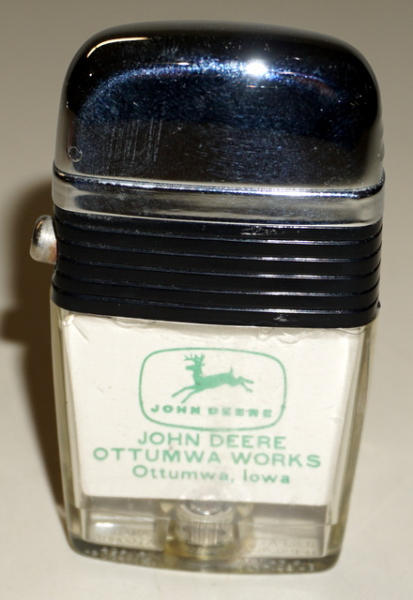 JOHN DEERE
JOHN DEERE
OTTUMWA WORKS
Ottumwa, Iowa